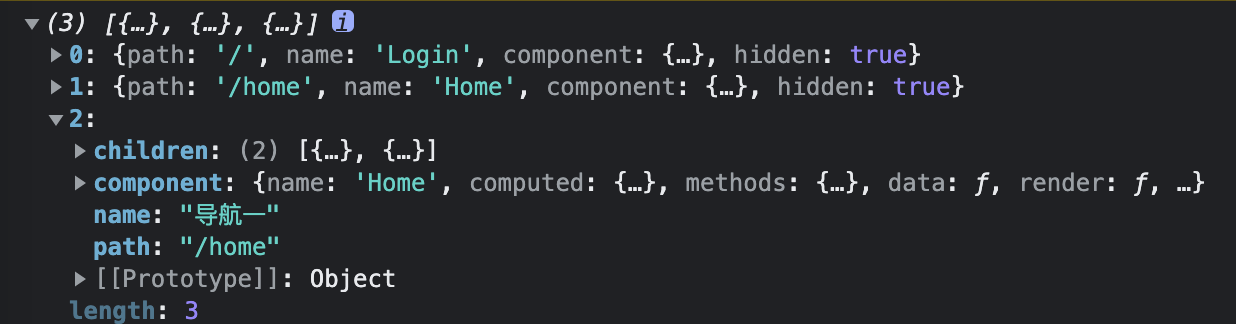 ▼(3) [{…}, {…}, {…}] i
▶0: {path: '/', name: 'Login', component: {…}, hidden: true}
▶1: {path: '/home', name: 'Home', component: {…}, hidden: true}
▼2:
▶children: (2) [{…}, {…}]
▶component: {name: 'Home', computed: {…}, methods: {…}, data: ƒ, render: ƒ, …}
name: "导航一"
path: "/home"
▶[[Prototype]]: Object
length: 3